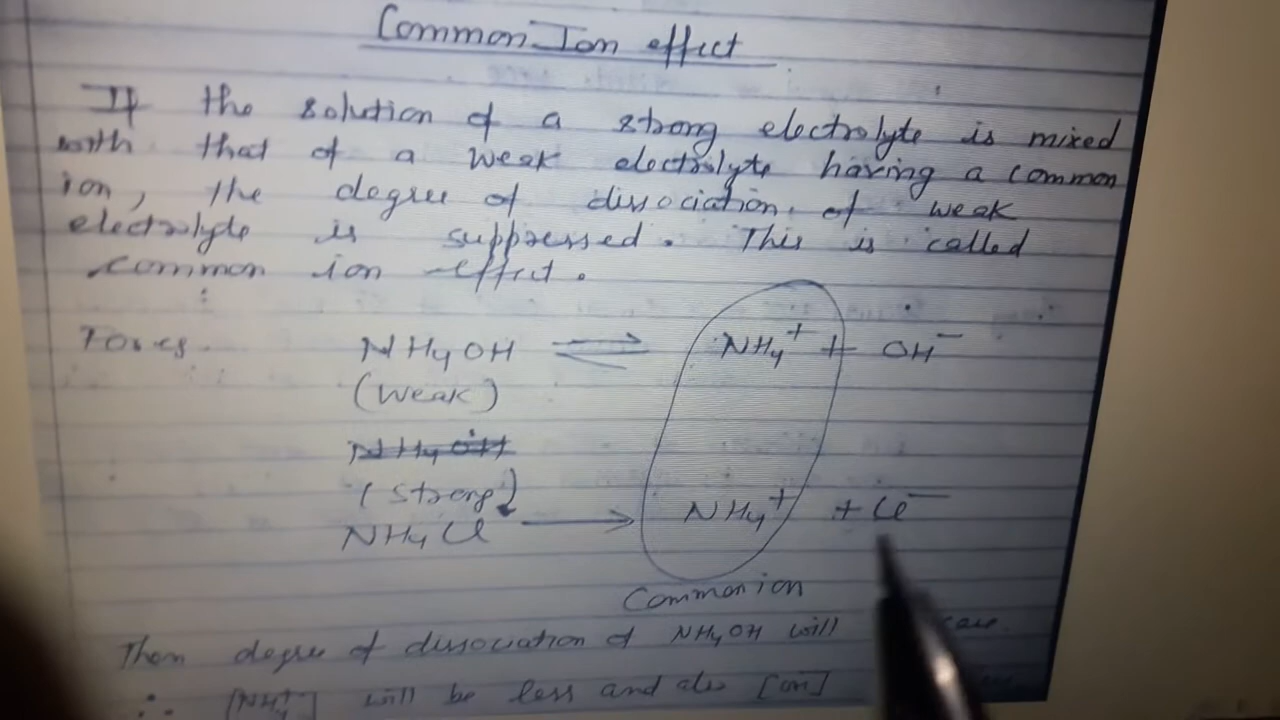 Common Ion effect
If the solution of a strong electrolyte is mixed
with that of a weak electrolyte having a common
ion, the degree of dissociation of weak
electrolyte is suppressed. This is called
common ion effect.
NH4OH ⇌ NH4+ + OH−
(Weak)
NH4OH
(strong)
NH4Cl → NH4+ + Cl−
Common ion
Then degree of dissociation of NH4OH will
∴ [NH4+] will be less and also [OH]